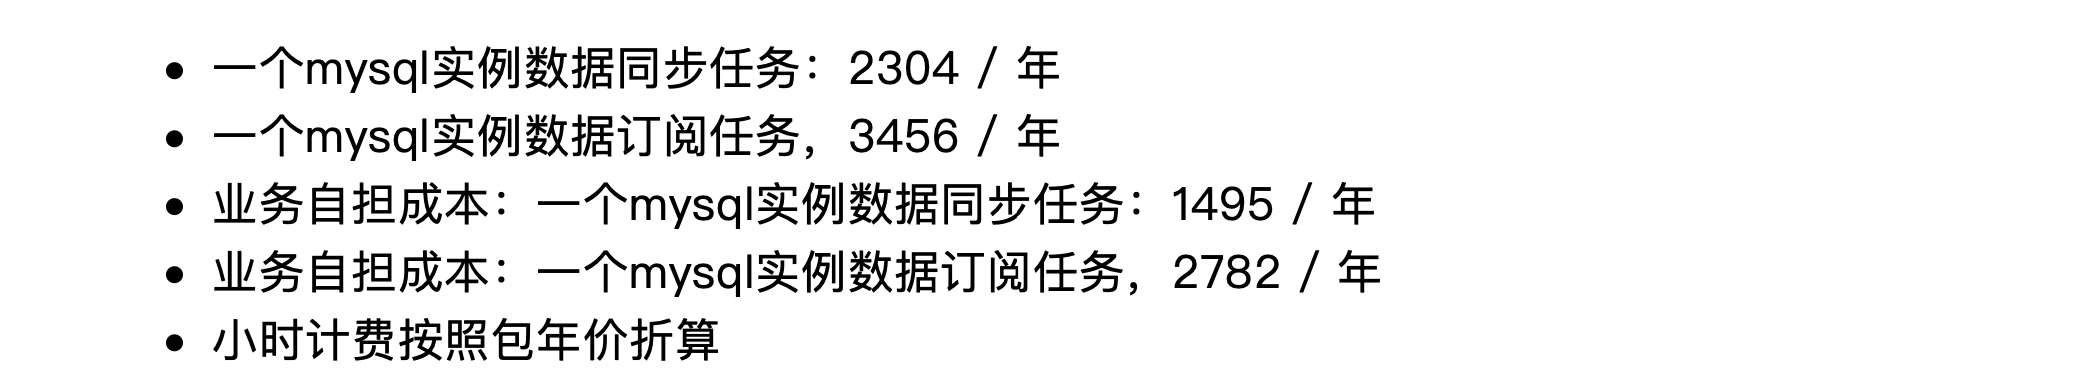 • 一个mysql实例数据同步任务：2304 / 年
• 一个mysql实例数据订阅任务，3456 / 年
• 业务自担成本：一个mysql实例数据同步任务：1495 / 年
• 业务自担成本：一个mysql实例数据订阅任务，2782 / 年
• 小时计费按照包年价折算